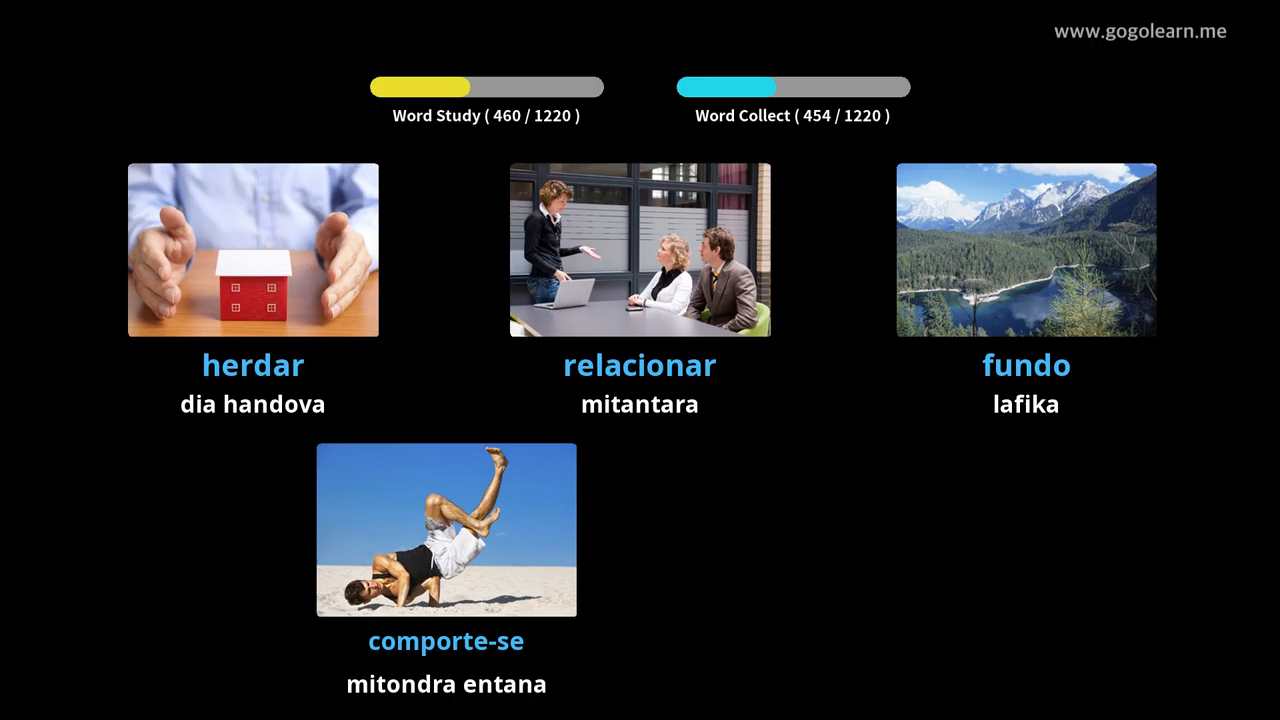 www.gogolearn.me
Word Study ( 460 / 1220 )
Word Collect ( 454 / 1220 )
herdar
dia handova
relacionar
mitantara
fundo
lafika
comporte-se
mitondra entana